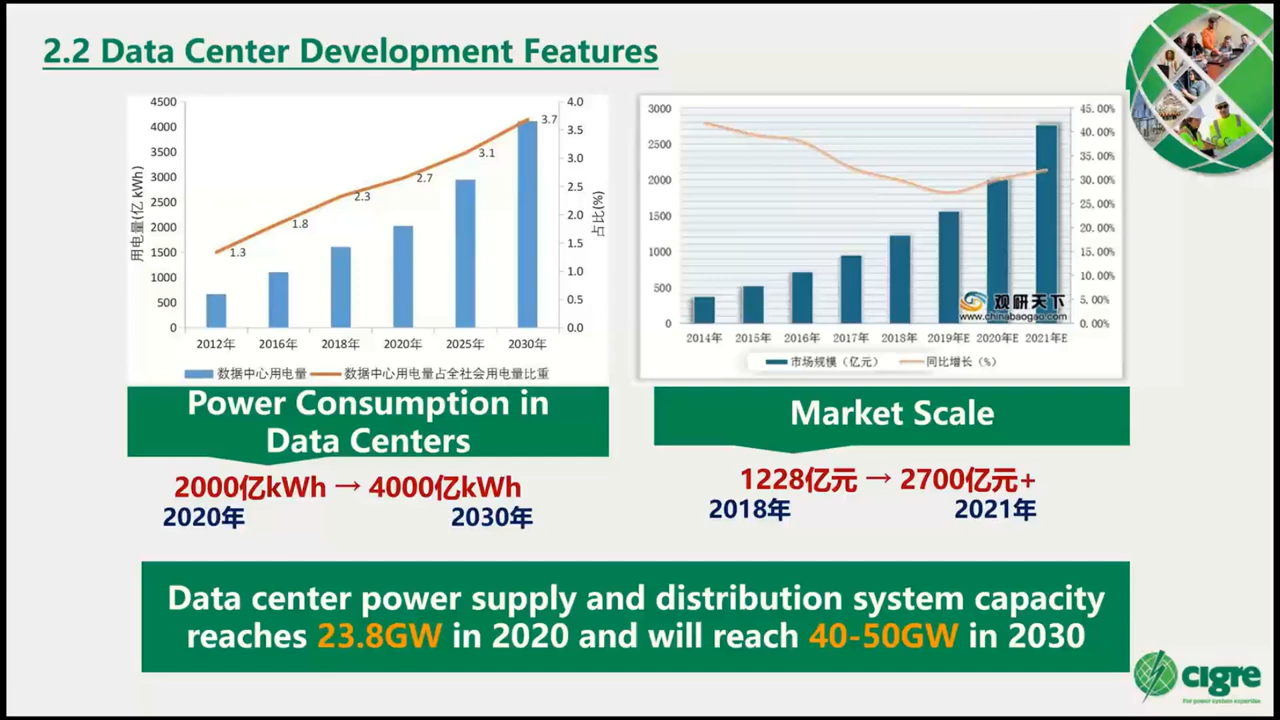 2.2 Data Center Development Features
4500
4000
3500
3000
2500
2000
1500
1000
500
0
用电量(亿 kWh)
4.0
3.5
3.0
2.5
2.0
1.5
1.0
0.5
0.0
占比(%)
1.3
1.8
2.3
2.7
3.1
3.7
2012年 2016年 2018年 2020年 2025年 2030年
数据中心用电量 数据中心用电量占全社会用电量比重
3000
2500
2000
1500
1000
500
0
45.00%
40.00%
35.00%
30.00%
25.00%
20.00%
15.00%
10.00%
5.00%
0.00%
观研天下
www.chinabaogao.com
2014年 2015年 2016年 2017年 2018年 2019年E 2020年E 2021年E
市场规模（亿元） 同比增长（%）
Power Consumption in
Data Centers
2000亿kWh → 4000亿kWh
2020年 2030年
Market Scale
1228亿元 → 2700亿元+
2018年 2021年
Data center power supply and distribution system capacity
reaches 23.8GW in 2020 and will reach 40-50GW in 2030
cigre
For power system expertise